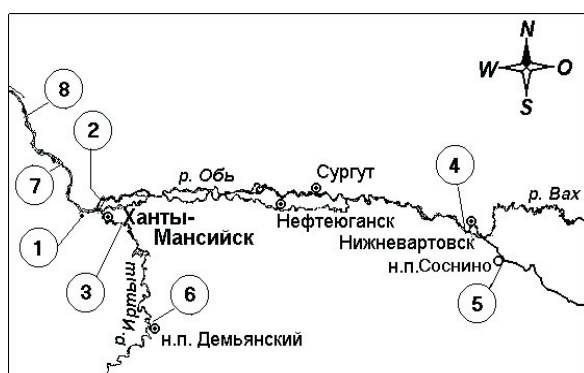 N
W O
S
8
2
р. Обь
Сургут
4
р. Вах
7
Ханты-
Мансийск
Нефтеюганск
Нижневартовск
н.п. Соснино
1
3
р. Иртыш
6
5
н.п. Демьянский